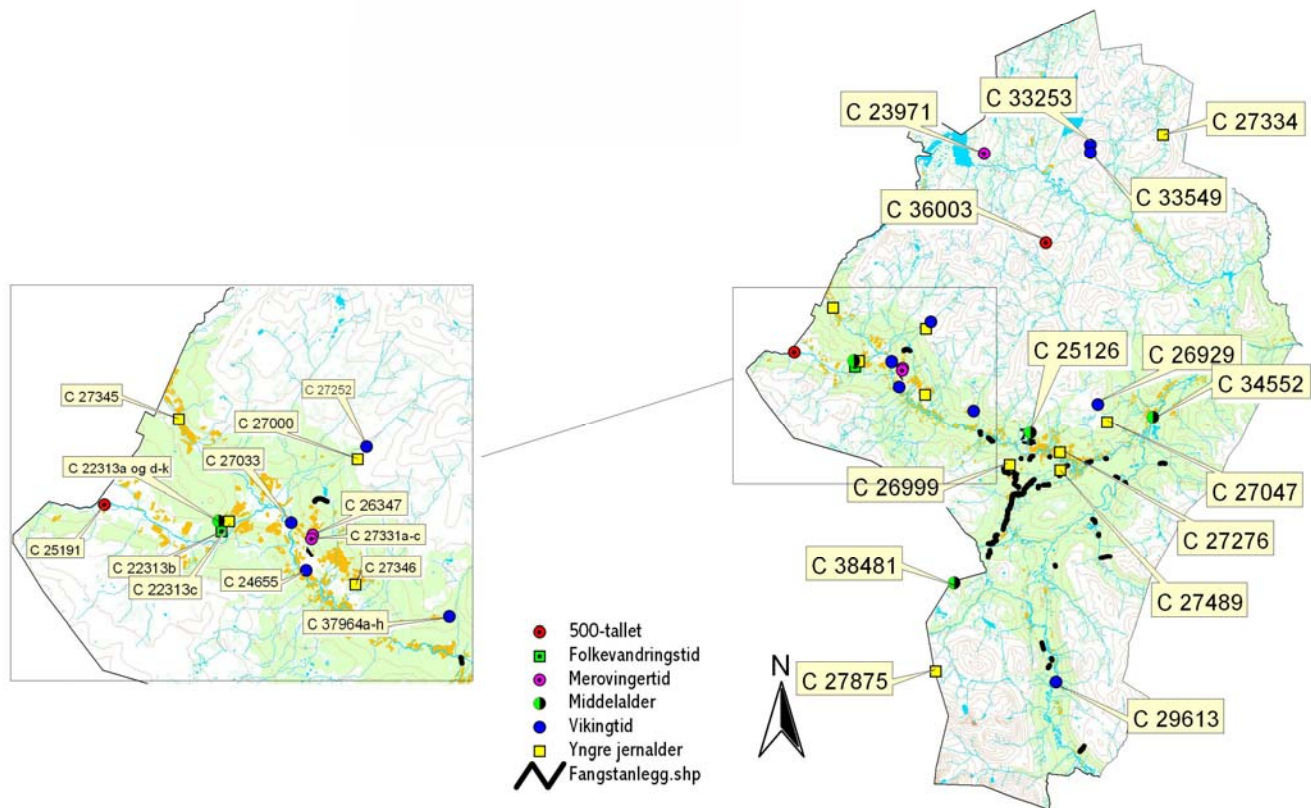 C 33253
C 23971
C 27334
C 33549
C 36003
C 25126
C 26929
C 34552
C 27252
C 27345
C 27000
C 27033
C 22313a og d-k
C 26347
C 26999
C 27047
C 27331a-c
C 27276
C 25191
C 22313b
C 27346
C 22313c
C 24655
C 38481
C 27489
C 37964a-h
500-tallet
Folkevandringstid
Merovingertid
N
C 27875
Middelalder
Vikingtid
C 29613
Yngre jernalder
Fangstanlegg.shp